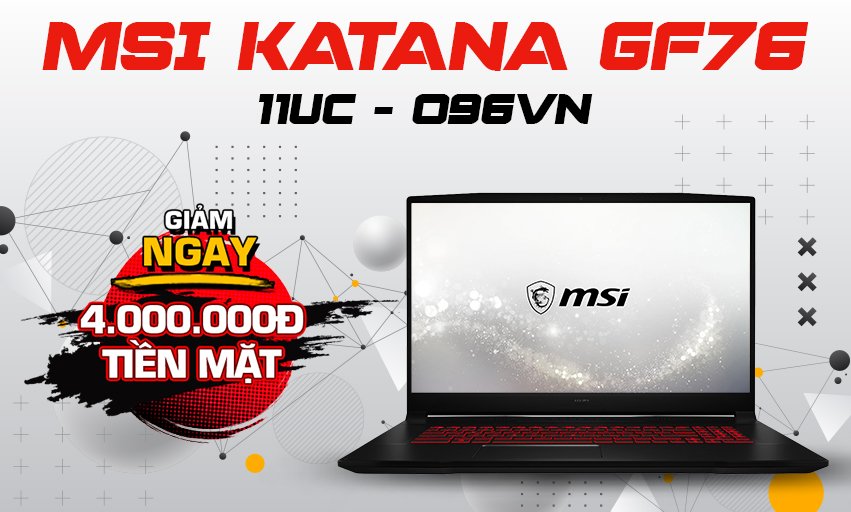 MSI KATANA GF76
11UC - 096VN
GIẢM
NGAY
4.000.000Đ
TIỀN MẶT
msi